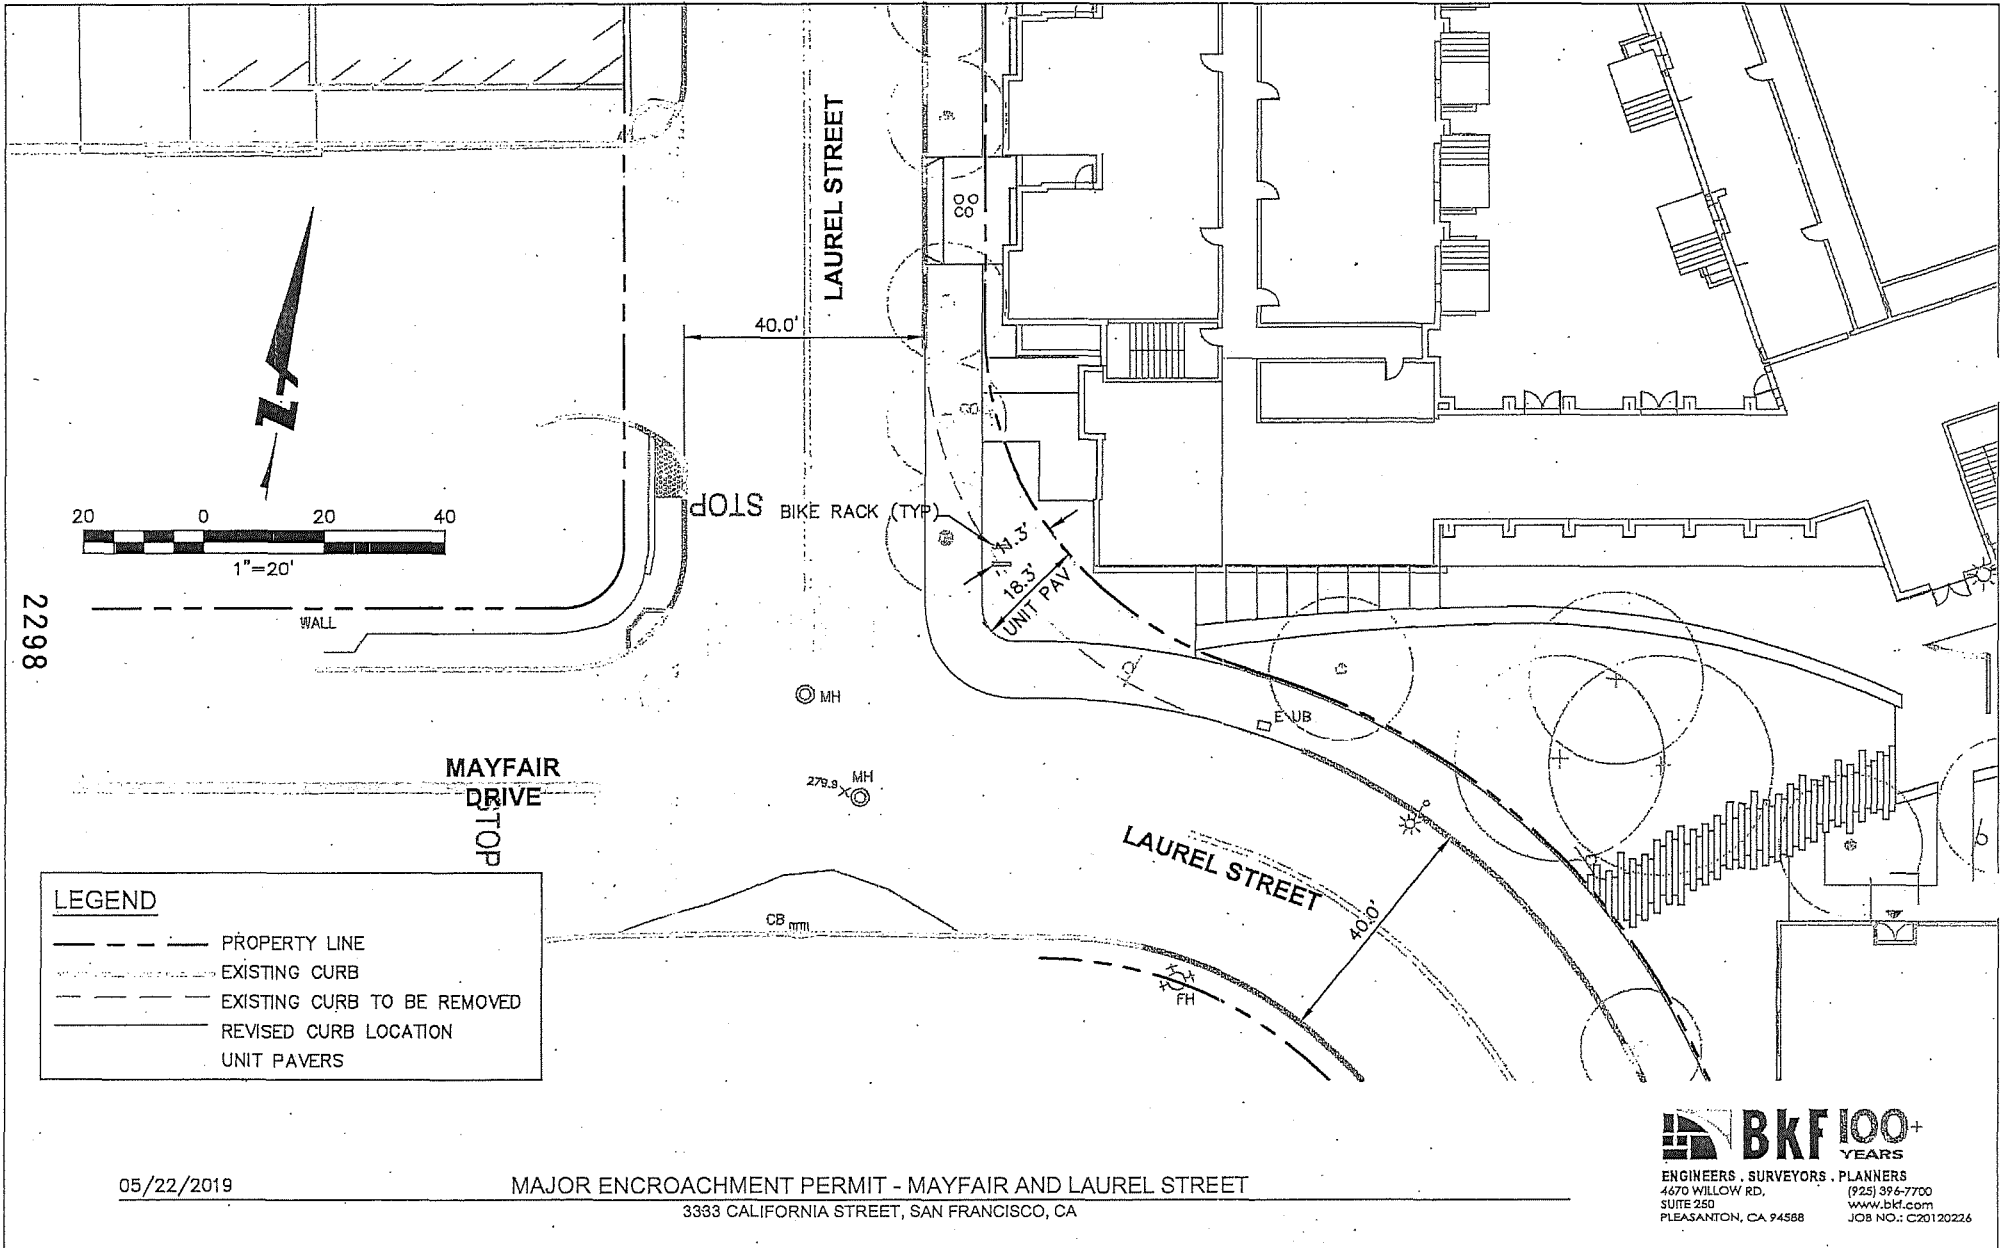 LAUREL STREET
CO
40.0'
STOP
BIKE RACK (TYP)
11.3'
18.3'
UNIT PAV
20 0 20 40
1"=20'
2298
WALL
MH
E UB
MAYFAIR
DRIVE
STOP
279.9
MH
LAUREL STREET
40.0'
CB
FH
LEGEND
PROPERTY LINE
EXISTING CURB
EXISTING CURB TO BE REMOVED
REVISED CURB LOCATION
UNIT PAVERS
05/22/2019
MAJOR ENCROACHMENT PERMIT - MAYFAIR AND LAUREL STREET
3333 CALIFORNIA STREET, SAN FRANCISCO, CA
BKF 100+
YEARS
ENGINEERS . SURVEYORS . PLANNERS
4670 WILLOW RD,
SUITE 250
PLEASANTON, CA 94588
(925) 396-7700
www.bkf.com
JOB NO.: C20120226